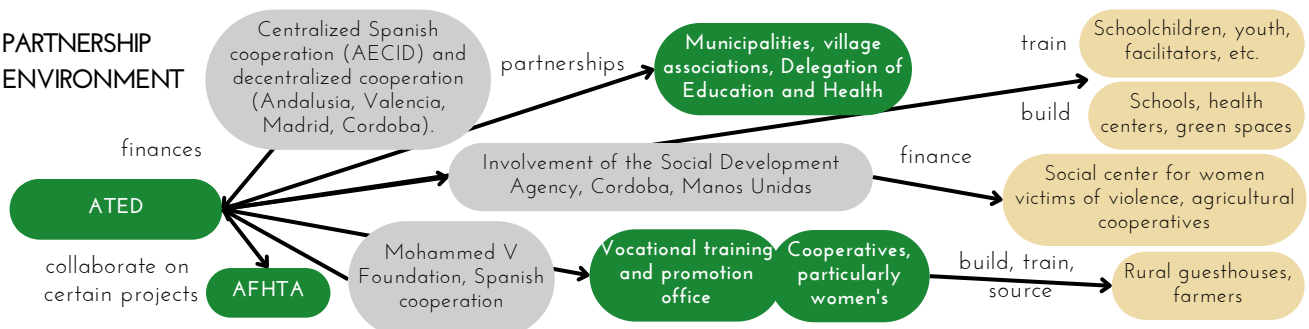 PARTNERSHIP
ENVIRONMENT
Centralized Spanish
cooperation (AECID) and
decentralized cooperation
(Andalusia, Valencia,
Madrid, Cordoba).
partnerships
Municipalities, village
associations, Delegation of
Education and Health
train
Schoolchildren, youth,
facilitators, etc.
build
Schools, health
centers, green spaces
finances
Involvement of the Social Development
Agency, Cordoba, Manos Unidas
finance
Social center for women
victims of violence, agricultural
cooperatives
ATED
collaborate on
certain projects
AFHTA
Mohammed V
Foundation, Spanish
cooperation
Vocational training
and promotion
office
Cooperatives,
particularly
women's
build, train,
source
Rural guesthouses,
farmers